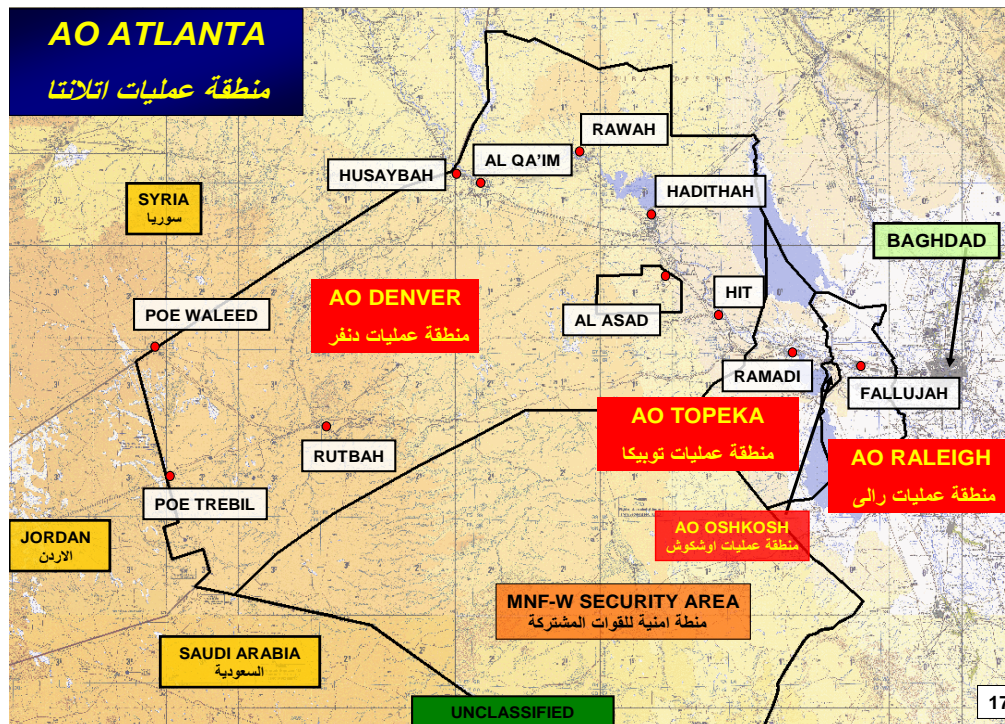 AO ATLANTA
منطقة عمليات اتلانتا
RAWAH
AL QA'IM
HUSAYBAH
HADITHAH
SYRIA
سوريا
BAGHDAD
AO DENVER
منطقة عمليات دنفر
HIT
AL ASAD
POE WALEED
RAMADI
FALLUJAH
AO TOPEKA
منطقة عمليات توبيكا
RUTBAH
AO RALEIGH
منطقة عمليات رالى
POE TREBIL
AO OSHKOSH
منطقة عمليات اوشكوش
JORDAN
الاردن
MNF-W SECURITY AREA
منطة امنية للقوات المشتركة
SAUDI ARABIA
السعودية
UNCLASSIFIED
17